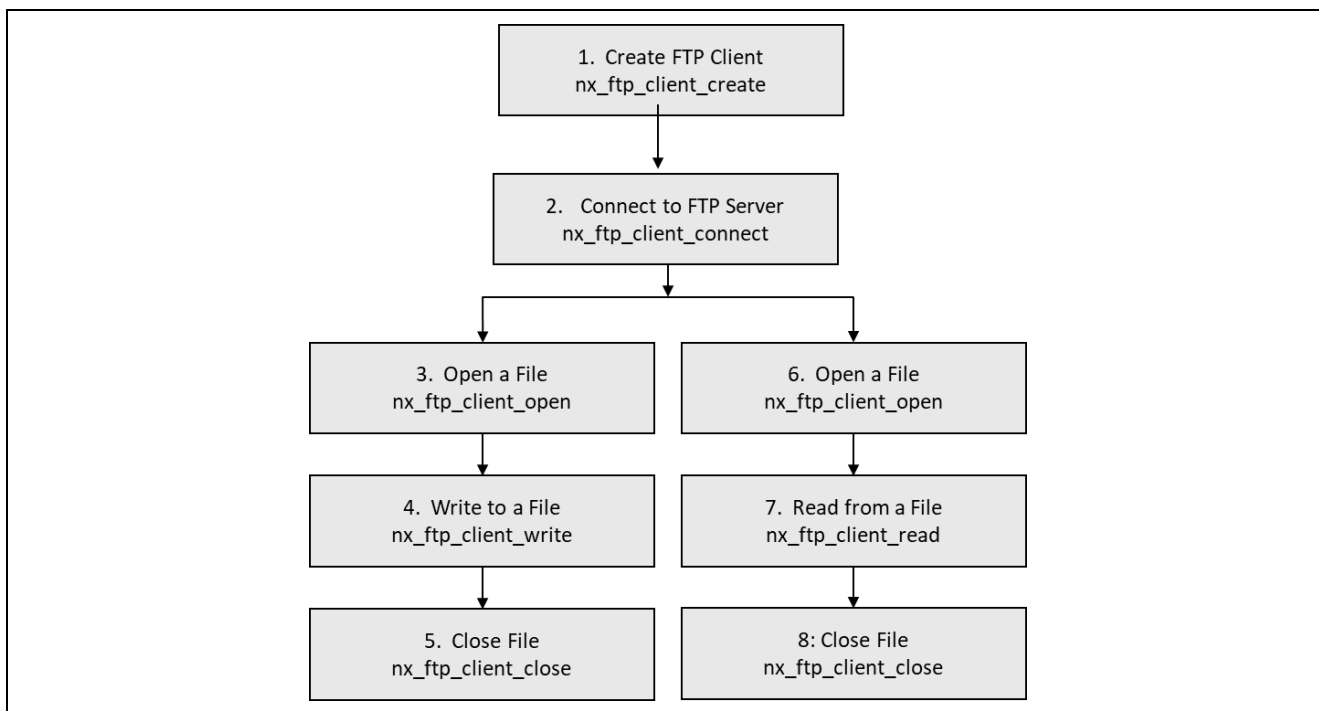 1. Create FTP Client
nx_ftp_client_create
2. Connect to FTP Server
nx_ftp_client_connect
3. Open a File
nx_ftp_client_open
4. Write to a File
nx_ftp_client_write
5. Close File
nx_ftp_client_close
6. Open a File
nx_ftp_client_open
7. Read from a File
nx_ftp_client_read
8: Close File
nx_ftp_client_close